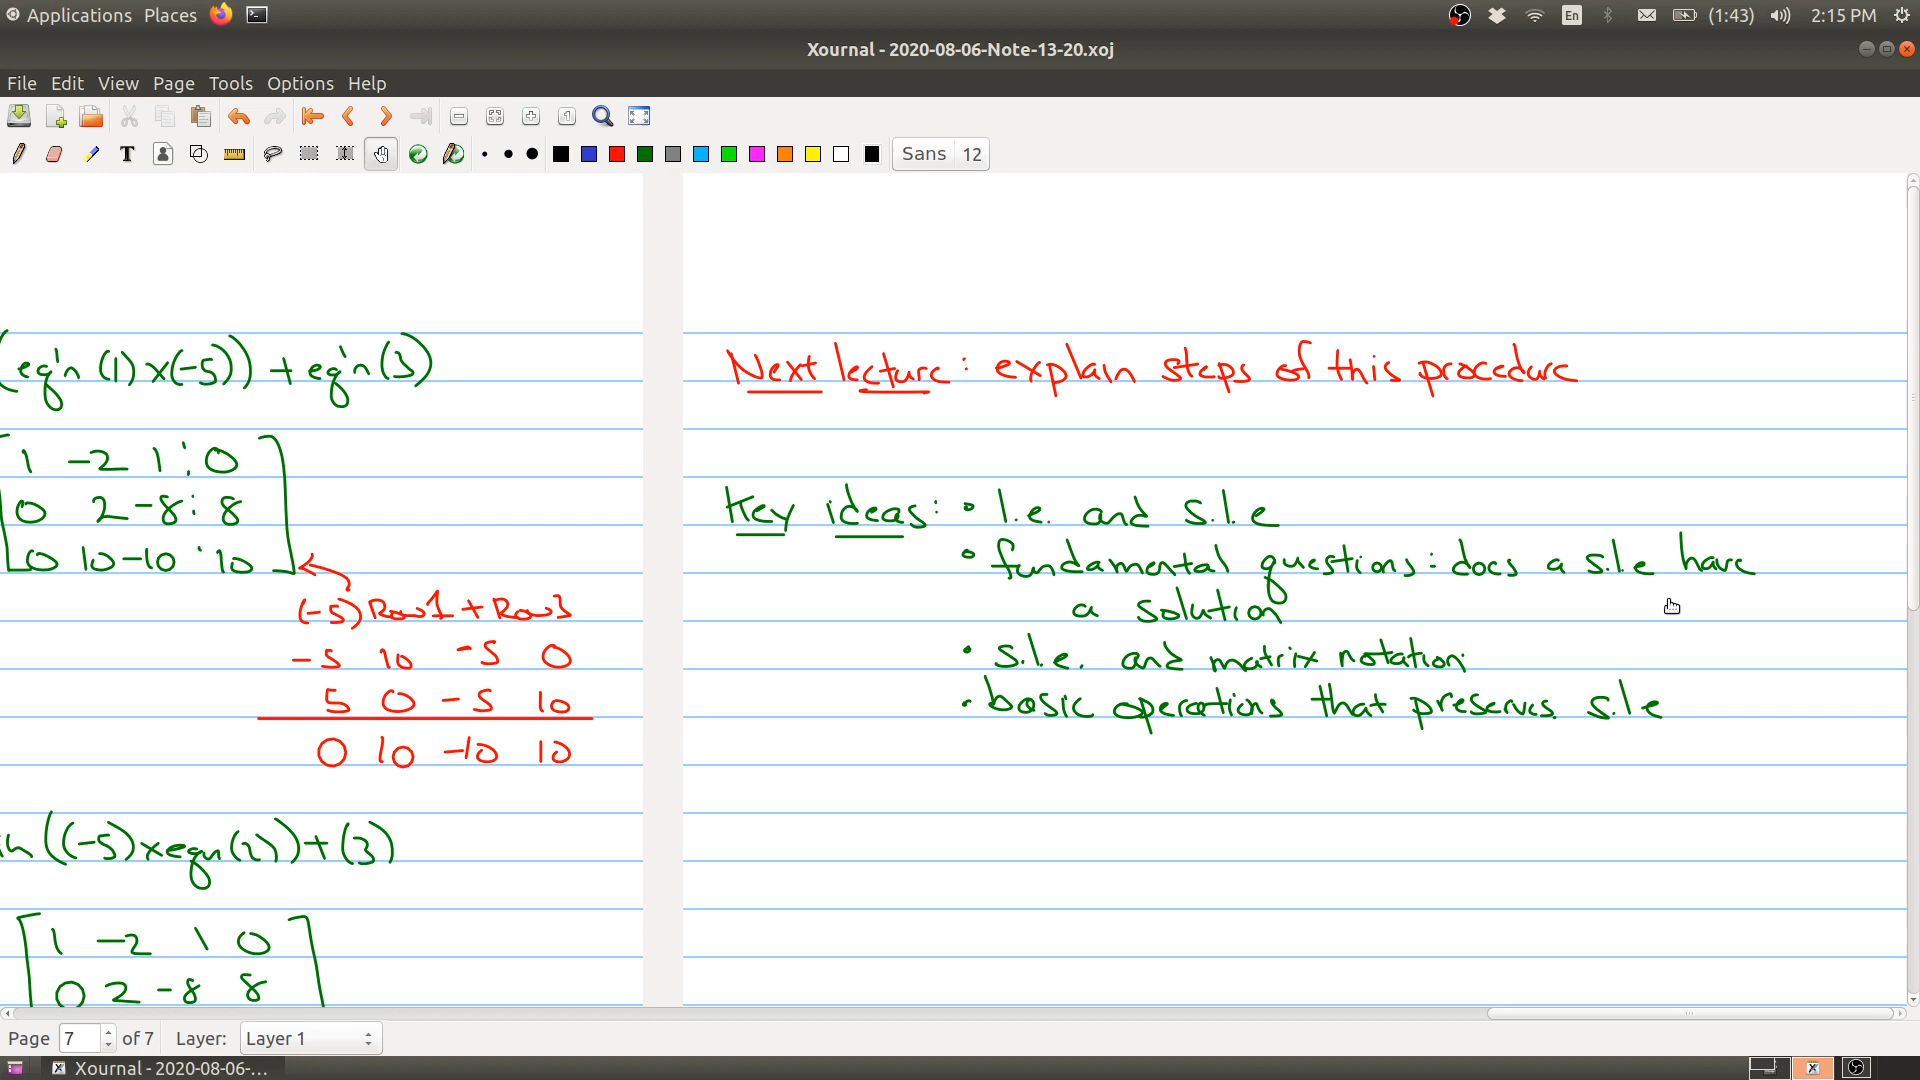 Applications Places
En (1:43) 2:15 PM
Xournal - 2020-08-06-Note-13-20.xoj
File Edit View Page Tools Options Help
T Sans 12
(eq'n (1) x(-5)) + eq'n (3)
1 -2 1 : 0
0 2 -8 : 8
0 10 -10 : 10
(-5) Row1 + Row3
-5 10 -5 0
5 0 -5 10
0 10 -10 10
((-5)xeqn(2))+(3)
1 -2 1 0
0 2 -8 8
Next lecture : explain steps of this procedure
Key ideas : • l.e. and s.l.e
• fundamental questions : does a s.l.e have
a solution
• s.l.e. and matrix notation
• basic operations that preserves s.l.e
Page 7 of 7 Layer: Layer 1
Xournal - 2020-08-06-...